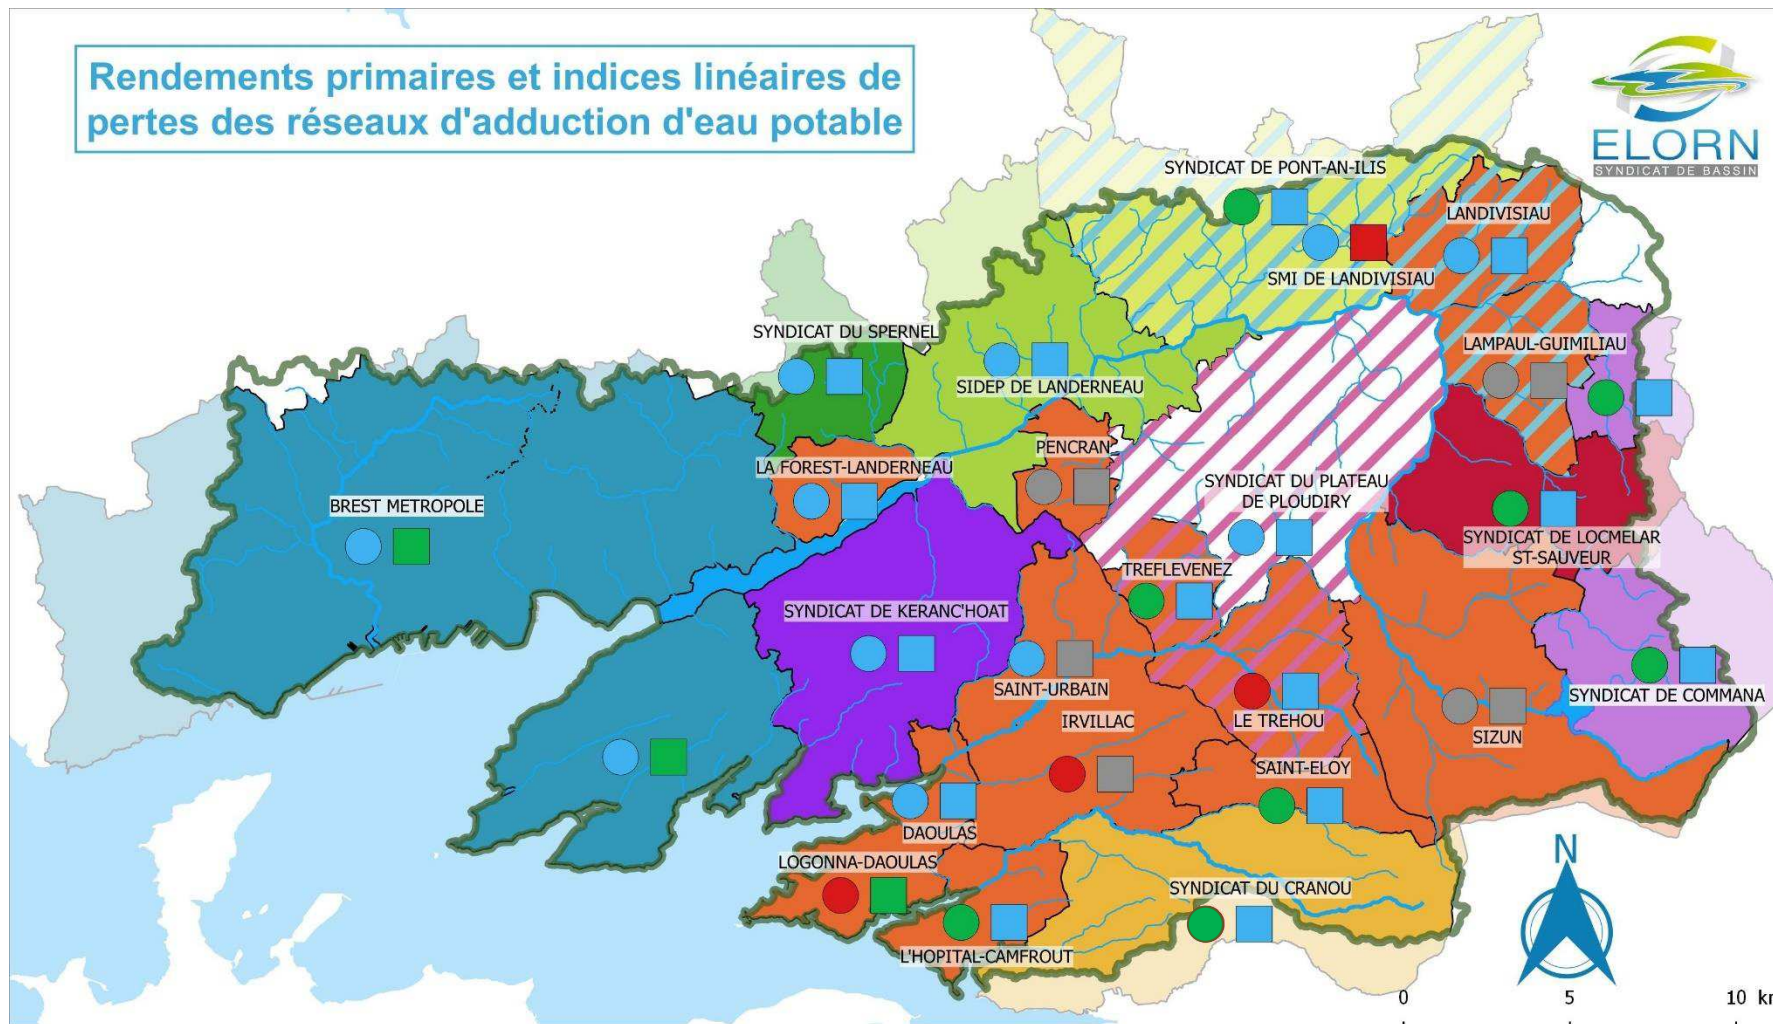 Rendements primaires et indices linéaires de
pertes des réseaux d'adduction d'eau potable
ELORN
SYNDICAT DE BASSIN
SYNDICAT DE PONT-AN-ILIS
LANDIVISIAU
SMI DE LANDIVISIAU
SYNDICAT DU SPERNEL
LAMPAUL-GUIMILIAU
SIDEP DE LANDERNEAU
PENCRAN
LA FOREST-LANDERNEAU
SYNDICAT DU PLATEAU
DE PLOUDIRY
BREST METROPOLE
SYNDICAT DE LOCMELAR
ST-SAUVEUR
TREFLEVENEZ
SYNDICAT DE KERANC'HOAT
SAINT-URBAIN
SYNDICAT DE COMMANA
IRVILLAC
LE TREHOU
SIZUN
SAINT-ELOY
DAOULAS
LOGONNA-DAOULAS
SYNDICAT DU CRANOU
L'HOPITAL-CAMFROUT
N
0 5 10 km